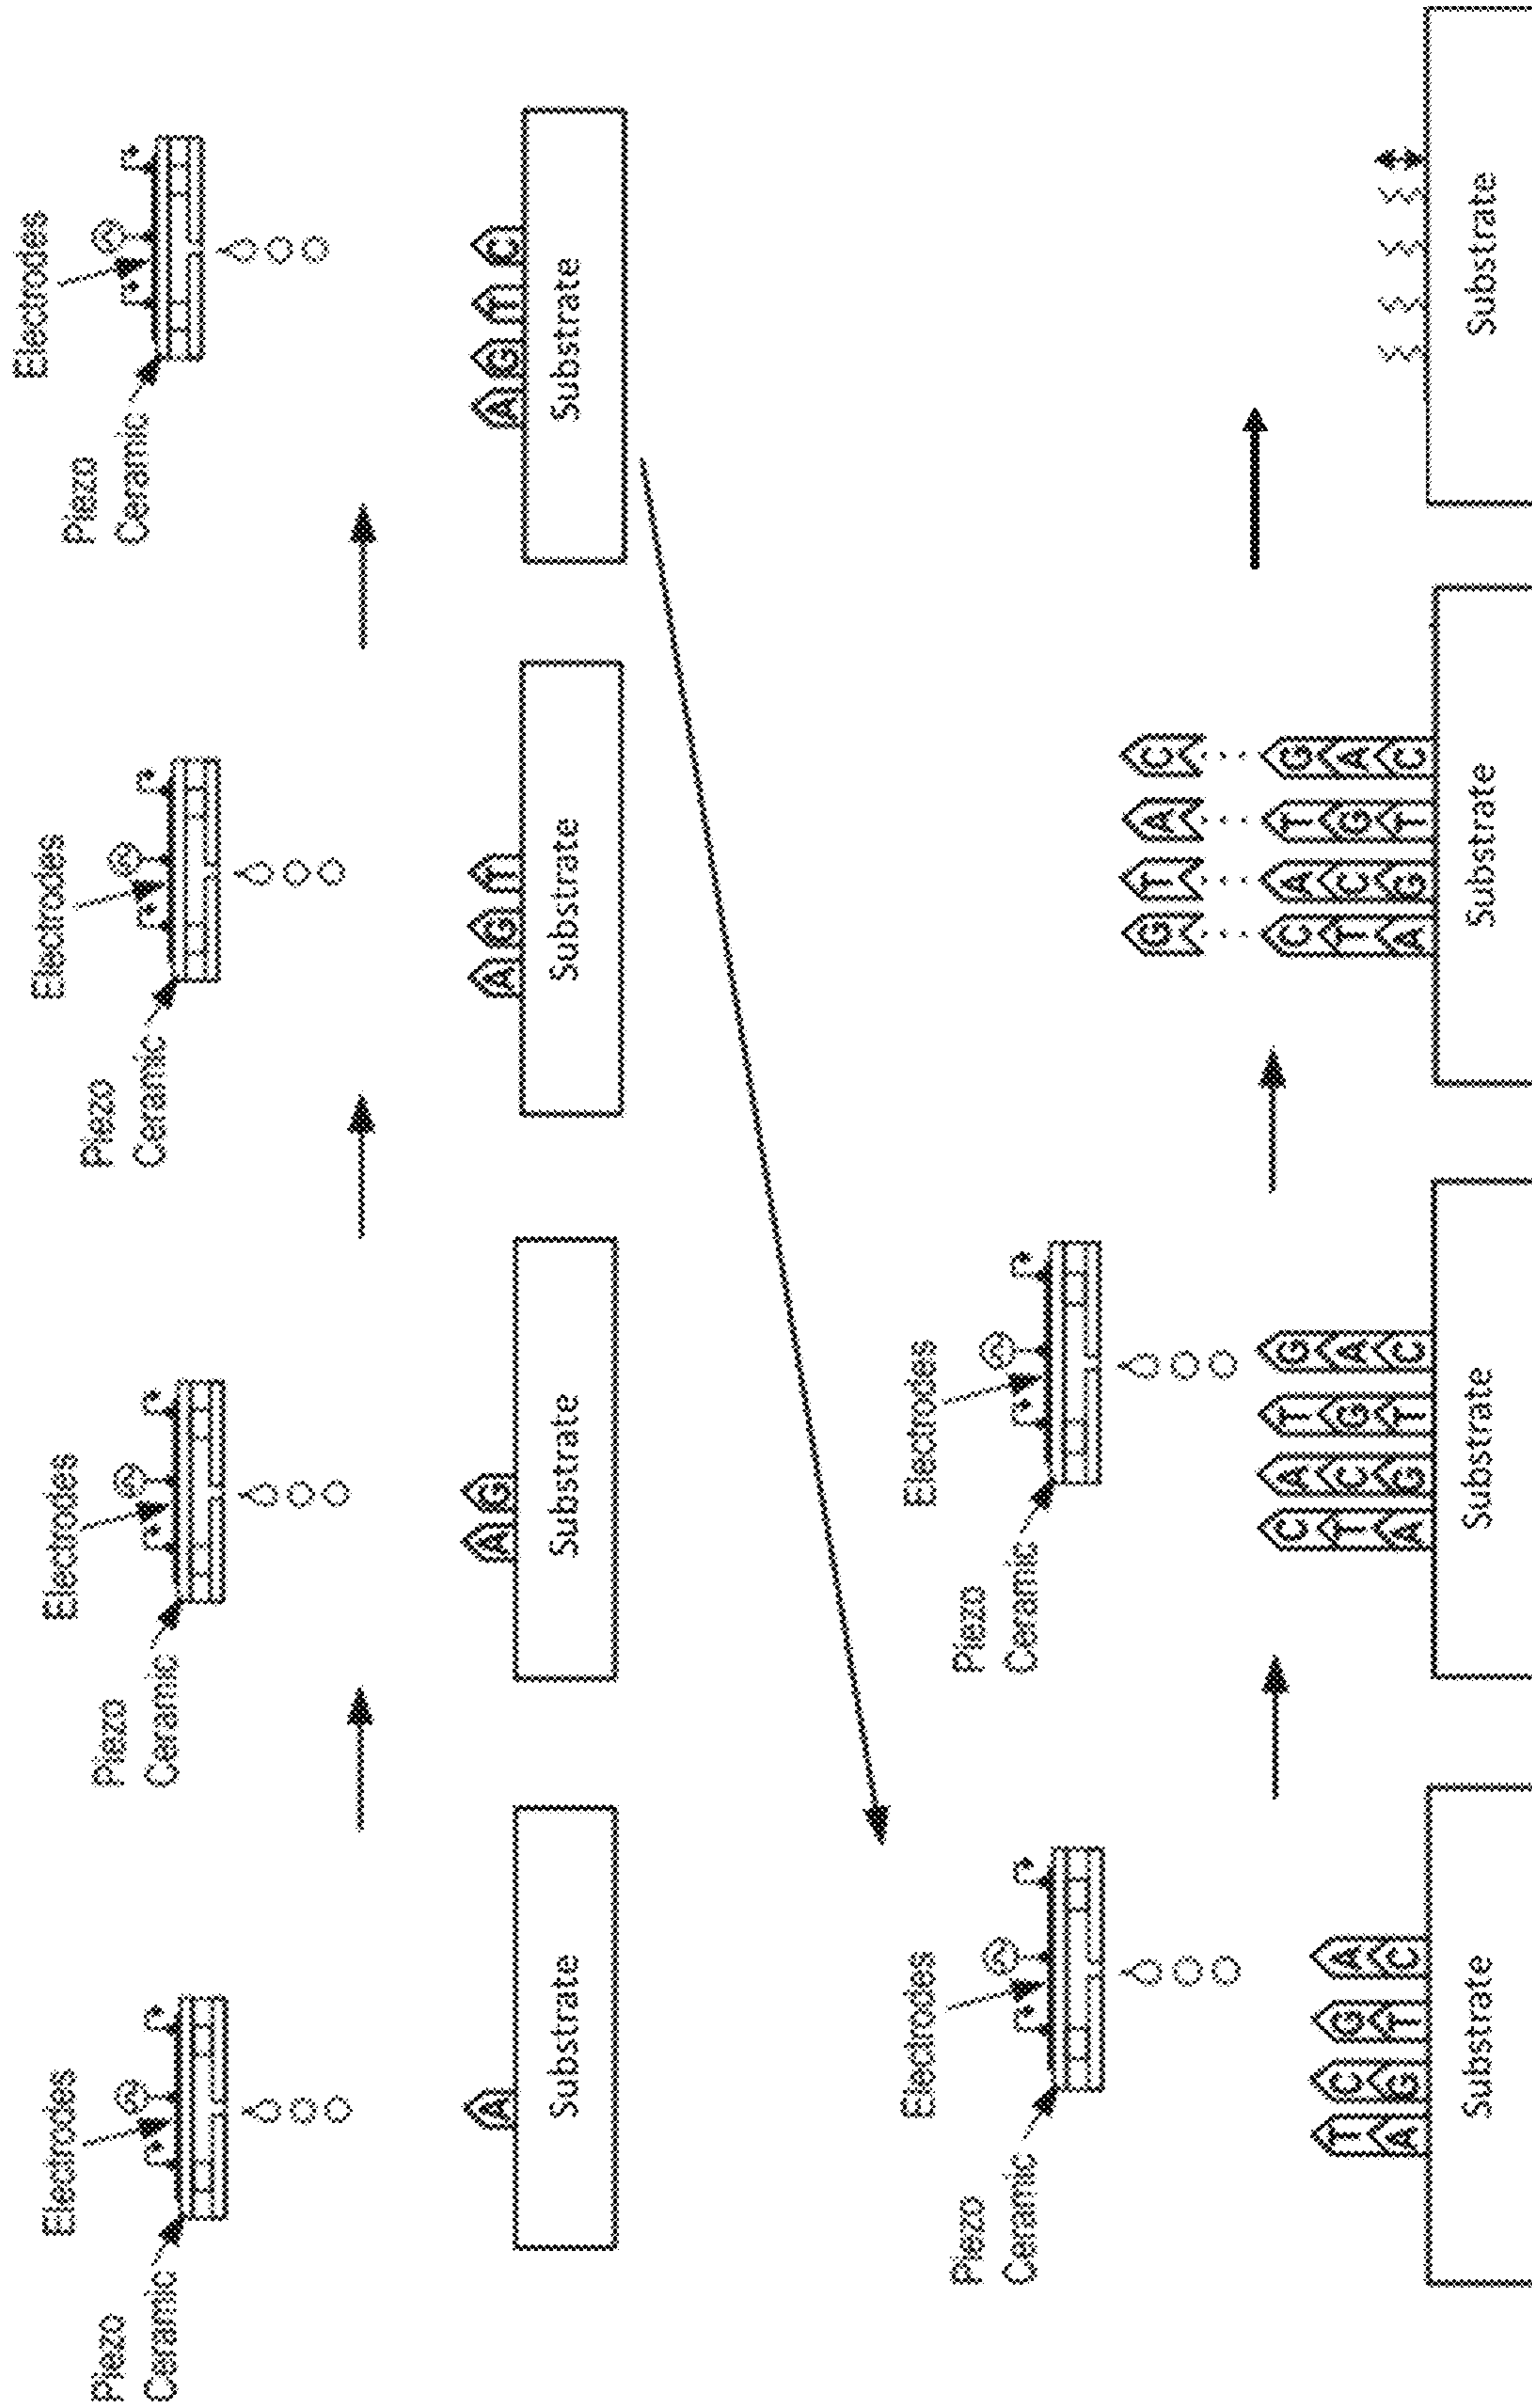 Electrodes
Piezo
Ceramic
A
Substrate
Electrodes
Piezo
Ceramic
A G
Substrate
Electrodes
Piezo
Ceramic
A G T
Substrate
Electrodes
Piezo
Ceramic
A G T C
Substrate
Electrodes
Piezo
Ceramic
T C G A
A G T C
Substrate
Electrodes
Piezo
Ceramic
C A T G
T C G A
A G T C
Substrate
G T A C
C A T G
T C G A
A G T C
Substrate
Substrate